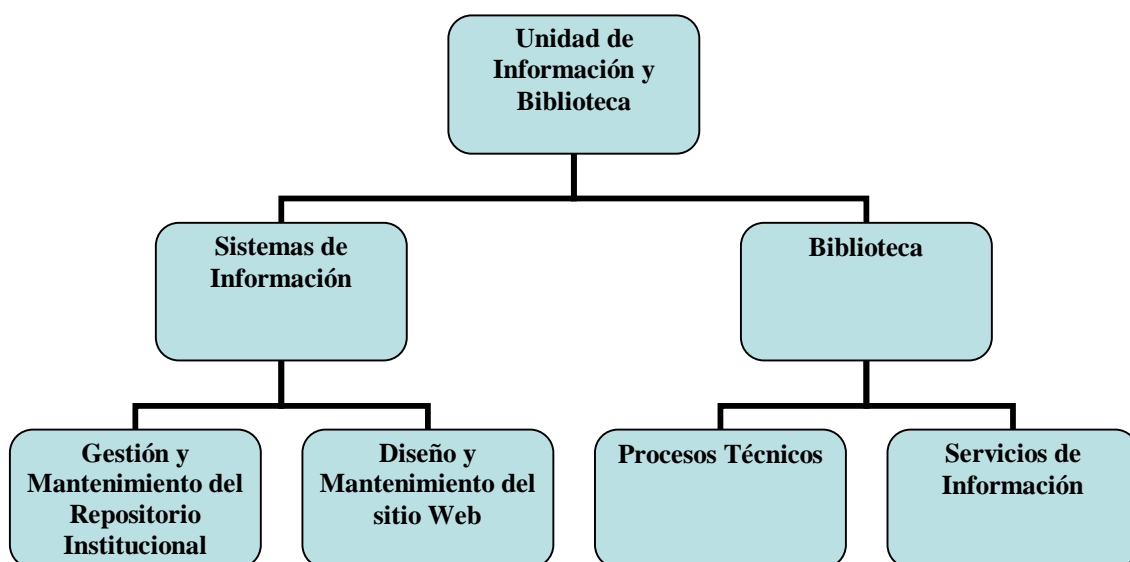 Unidad de
Información y
Biblioteca
Sistemas de
Información
Biblioteca
Gestión y
Mantenimiento del
Repositorio
Institucional
Diseño y
Mantenimiento del
sitio Web
Procesos Técnicos
Servicios de
Información